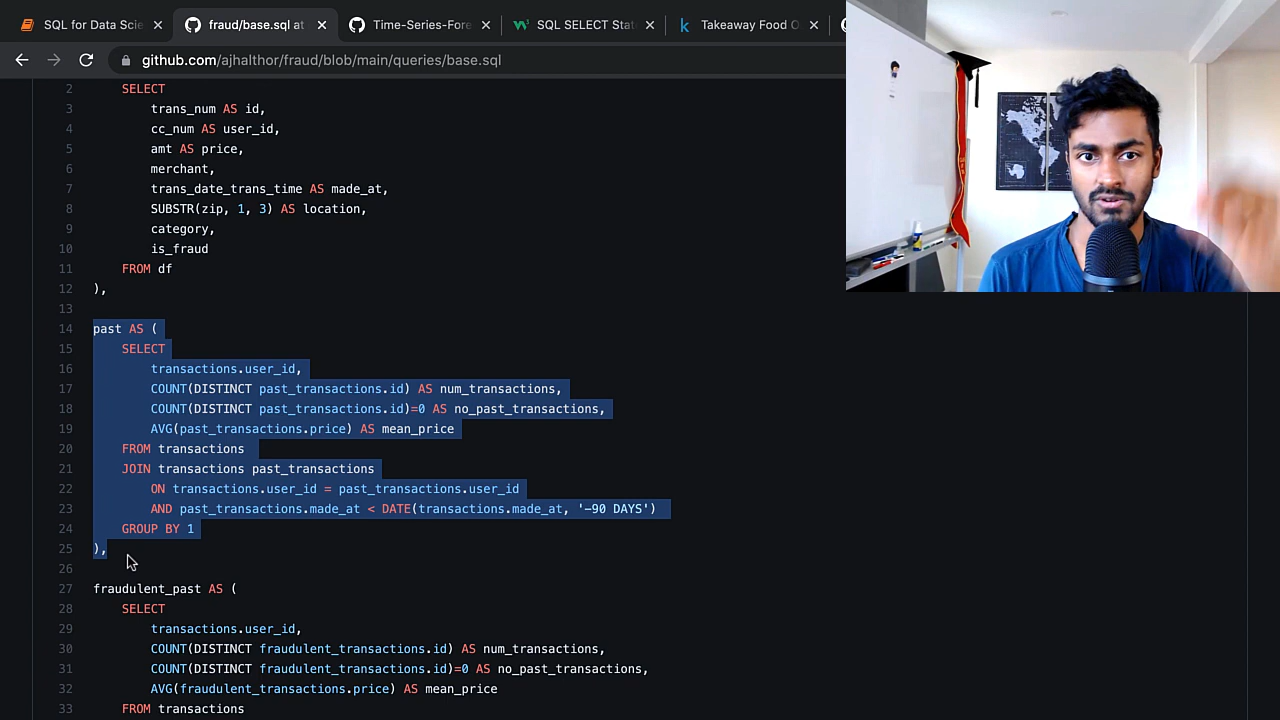 SQL for Data Scie
fraud/base.sql at
Time-Series-Fore
SQL SELECT Stat
Takeaway Food O
github.com/ajhalthor/fraud/blob/main/queries/base.sql
2 SELECT
3 trans_num AS id,
4 cc_num AS user_id,
5 amt AS price,
6 merchant,
7 trans_date_trans_time AS made_at,
8 SUBSTR(zip, 1, 3) AS location,
9 category,
10 is_fraud
11 FROM df
12 ),
13
14 past AS (
15 SELECT
16 transactions.user_id,
17 COUNT(DISTINCT past_transactions.id) AS num_transactions,
18 COUNT(DISTINCT past_transactions.id)=0 AS no_past_transactions,
19 AVG(past_transactions.price) AS mean_price
20 FROM transactions
21 JOIN transactions past_transactions
22 ON transactions.user_id = past_transactions.user_id
23 AND past_transactions.made_at < DATE(transactions.made_at, '-90 DAYS')
24 GROUP BY 1
25 ),
26
27 fraudulent_past AS (
28 SELECT
29 transactions.user_id,
30 COUNT(DISTINCT fraudulent_transactions.id) AS num_transactions,
31 COUNT(DISTINCT fraudulent_transactions.id)=0 AS no_past_transactions,
32 AVG(fraudulent_transactions.price) AS mean_price
33 FROM transactions